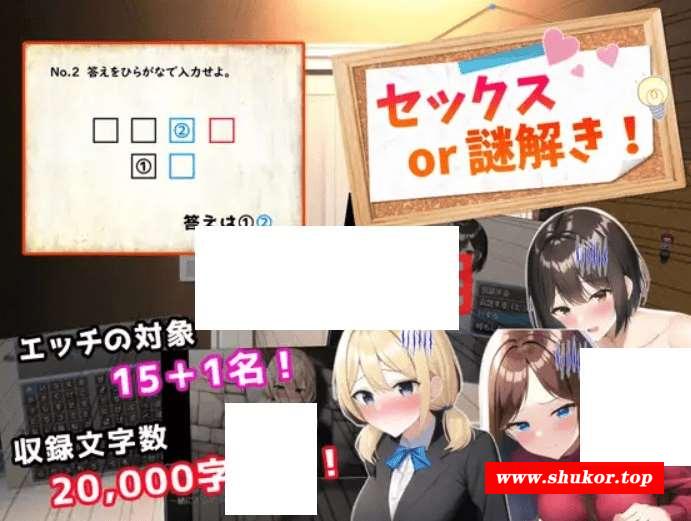 No.2 答えをひらがなで入力せよ。
②
①
答えは①②
セックス
or謎解き！
エッチの対象
15＋1名！
収録文字数
20,000字
！
www.shukor.top